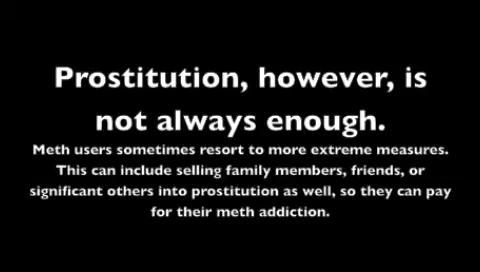 Prostitution, however, is
not always enough.
Meth users sometimes resort to more extreme measures.
This can include selling family members, friends, or
significant others into prostitution as well, so they can pay
for their meth addiction.